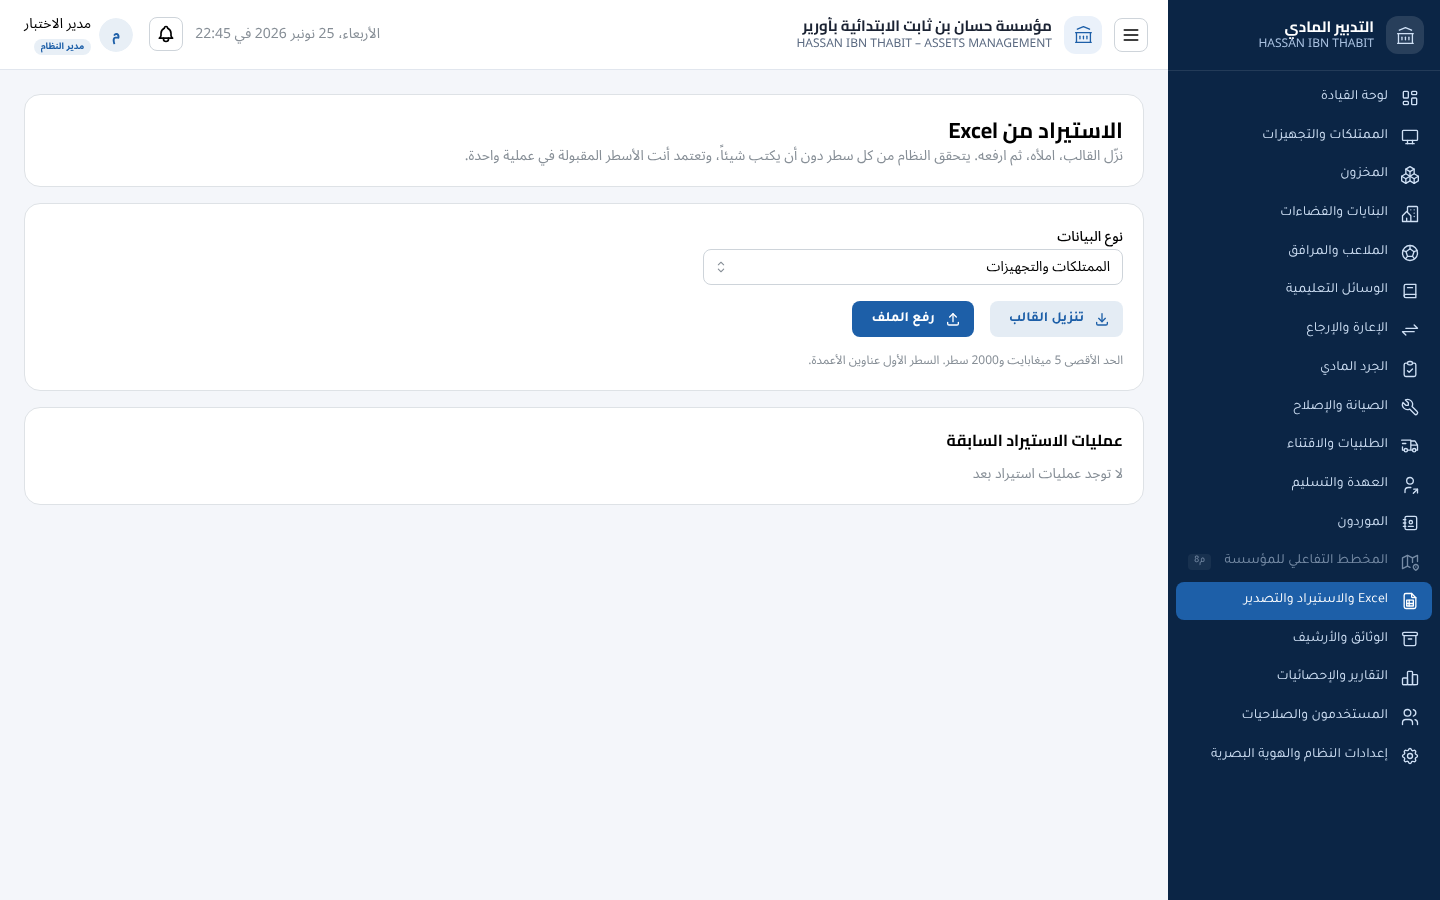 التدبير المادي
HASSAN IBN THABIT
لوحة القيادة
الممتلكات والتجهيزات
المخزون
البنايات والفضاءات
الملاعب والمرافق
الوسائل التعليمية
الإعارة والإرجاع
الجرد المادي
الصيانة والإصلاح
الطلبيات والاقتناء
العهدة والتسليم
الموردون
المخطط التفاعلي للمؤسسة م8
Excel والاستيراد والتصدير
الوثائق والأرشيف
التقارير والإحصائيات
المستخدمون والصلاحيات
إعدادات النظام والهوية البصرية
مؤسسة حسان بن ثابت الابتدائية بأورير
HASSAN IBN THABIT – ASSETS MANAGEMENT
الأربعاء، 25 نونبر 2026 في 22:45
م
مدير الاختبار
مدير النظام
الاستيراد من Excel
نزّل القالب، املأه، ثم ارفعه. يتحقق النظام من كل سطر دون أن يكتب شيئاً، وتعتمد أنت الأسطر المقبولة في عملية واحدة.
نوع البيانات
الممتلكات والتجهيزات
تنزيل القالب
رفع الملف
الحد الأقصى 5 ميغابايت و2000 سطر. السطر الأول عناوين الأعمدة.
عمليات الاستيراد السابقة
لا توجد عمليات استيراد بعد